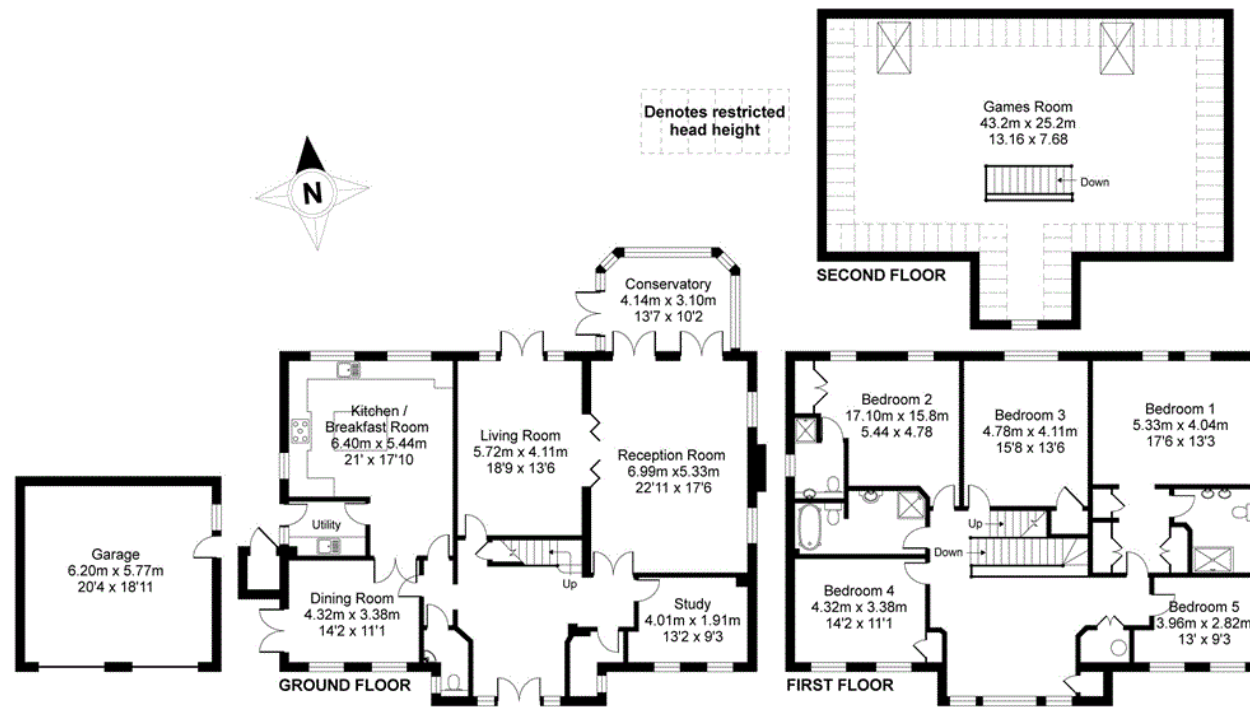 Games Room
43.2m x 25.2m
13.16 x 7.68
Down
SECOND FLOOR
Denotes restricted
head height
N
Conservatory
4.14m x 3.10m
13'7 x 10'2
Kitchen /
Breakfast Room
6.40m x 5.44m
21' x 17'10
Living Room
5.72m x 4.11m
18'9 x 13'6
Reception Room
6.99m x5.33m
22'11 x 17'6
Utility
Up
Garage
6.20m x 5.77m
20'4 x 18'11
Dining Room
4.32m x 3.38m
14'2 x 11'1
Study
4.01m x 1.91m
13'2 x 9'3
GROUND FLOOR
Bedroom 2
17.10m x 15.8m
5.44 x 4.78
Bedroom 3
4.78m x 4.11m
15'8 x 13'6
Bedroom 1
5.33m x 4.04m
17'6 x 13'3
Up
Down
Bedroom 4
4.32m x 3.38m
14'2 x 11'1
Bedroom 5
3.96m x 2.82m
13' x 9'3
FIRST FLOOR